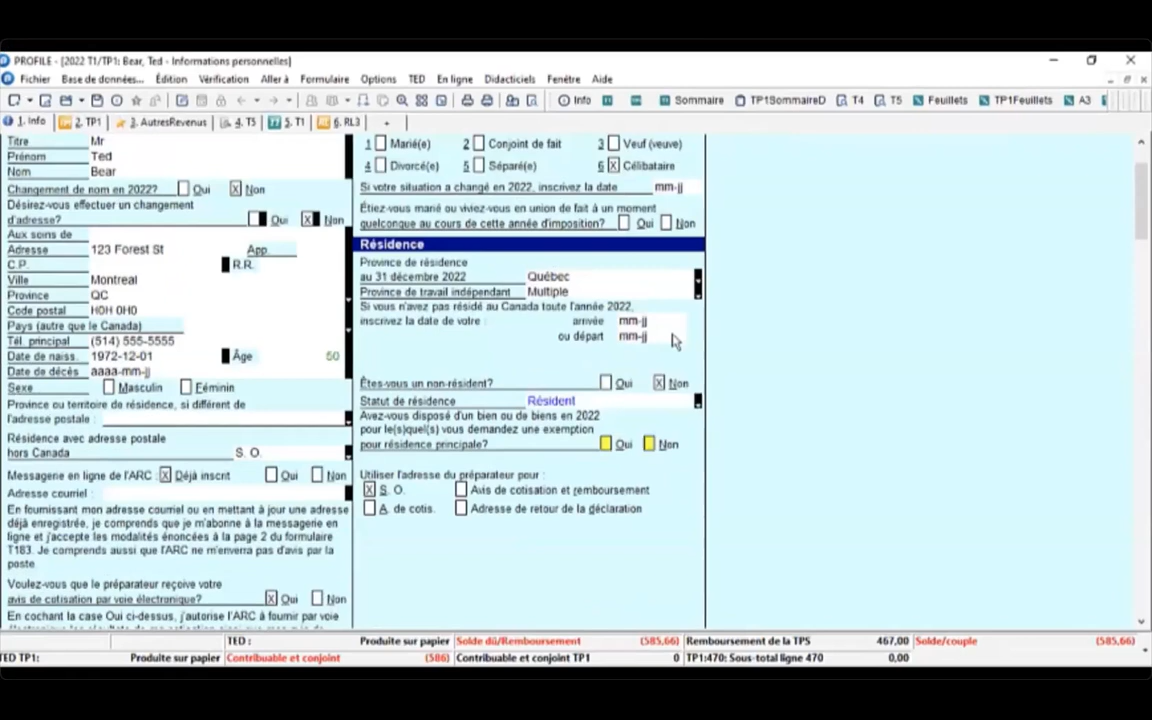 PROFILE - [2022 T1/TP1: Bear, Ted - Informations personnelles]
Fichier Base de données... Édition Vérification Aller à Formulaire Options TED En ligne Didacticiels Fenêtre Aide
Info Sommaire TP1SommaireD T4 T5 Feuillets TP1Feuillets A3
1. Info 2. TP1 3. AutresRevenus 4. T5 5. T1 6. RL3 +
Titre Mr
Prénom Ted
Nom Bear
Changement de nom en 2022? Oui X Non
Désirez-vous effectuer un changement
d'adresse? Oui X Non
Aux soins de
Adresse 123 Forest St App.
C.P. R.R.
Ville Montreal
Province QC
Code postal H0H 0H0
Pays (autre que le Canada)
Tél. principal (514) 555-5555
Date de naiss. 1972-12-01 Âge 50
Date de décès aaaa-mm-jj
Sexe Masculin Féminin
Province ou territoire de résidence, si différent de
l'adresse postale :
Résidence avec adresse postale
hors Canada S. O.
Messagerie en ligne de l'ARC : X Déjà inscrit Oui Non
Adresse courriel :
En fournissant mon adresse courriel ou en mettant à jour une adresse
déjà enregistrée, je comprends que je m'abonne à la messagerie en
ligne et j'accepte les modalités énoncées à la page 2 du formulaire
T183. Je comprends aussi que l'ARC ne m'enverra pas d'avis par la
poste.
Voulez-vous que le préparateur reçoive votre
avis de cotisation par voie électronique? X Oui Non
En cochant la case Oui ci-dessus, j'autorise l'ARC à fournir par voie
1 Marié(e) 2 Conjoint de fait 3 Veuf (veuve)
4 Divorcé(e) 5 Séparé(e) 6 X Célibataire
Si votre situation a changé en 2022, inscrivez la date mm-jj
Étiez-vous marié ou viviez-vous en union de fait à un moment
quelconque au cours de cette année d'imposition? Oui Non
Résidence
Province de résidence
au 31 décembre 2022 Québec
Province de travail indépendant Multiple
Si vous n'avez pas résidé au Canada toute l'année 2022,
inscrivez la date de votre : arrivée mm-jj
ou départ mm-jj
Êtes-vous un non-résident? Oui X Non
Statut de résidence Résident
Avez-vous disposé d'un bien ou de biens en 2022
pour le(s)quel(s) vous demandez une exemption
pour résidence principale? Oui Non
Utiliser l'adresse du préparateur pour :
X S. O. Avis de cotisation et remboursement
A. de cotis. Adresse de retour de la déclaration
TED : Produite sur papier Solde dû/Remboursement (585,66) Remboursement de la TPS 467,00 Solde/couple (585,66)
TED TP1: Produite sur papier Contribuable et conjoint (586) Contribuable et conjoint TP1 0 TP1:470: Sous-total ligne 470 0,00